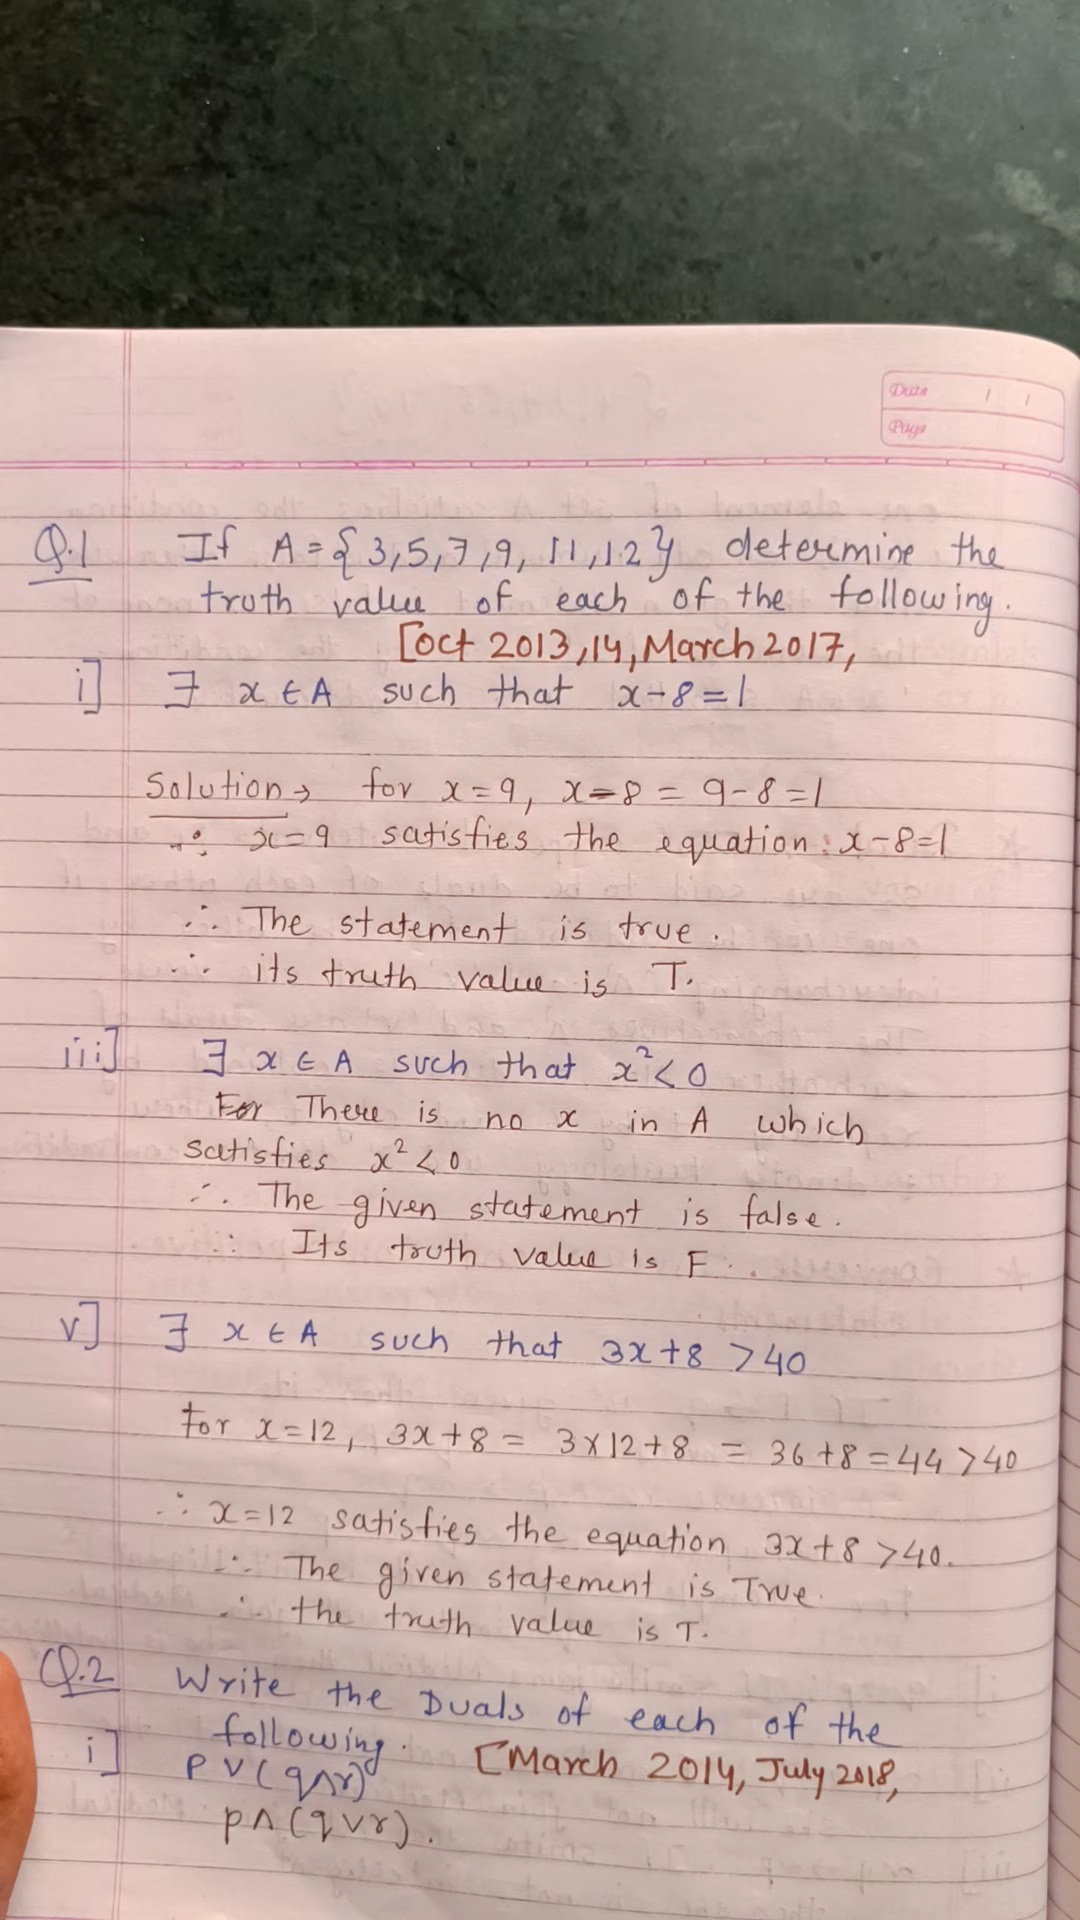 Date / /
Page
Q.1 If A = { 3, 5, 7, 9, 11, 12 } determine the
truth value of each of the following.
[oct 2013, 14, March 2017,
i] ∃ x ∈ A such that x - 8 = 1
Solution → for x = 9, x - 8 = 9 - 8 = 1
∴ x = 9 satisfies the equation : x - 8 = 1
∴ The statement is true.
∴ its truth value is T.
iii] ∃ x ∈ A such that x² < 0
For There is no x in A which
satisfies x² < 0
∴ The given statement is false.
∴ Its truth value is F.
v] ∃ x ∈ A such that 3x + 8 > 40
For x = 12, 3x + 8 = 3 x 12 + 8 = 36 + 8 = 44 > 40
∴ x = 12 satisfies the equation 3x + 8 > 40.
∴ The given statement is True.
∴ the truth value is T.
Q.2 Write the Duals of each of the
following. [March 2014, July 2018,
i] p ∨ (q ∧ r)
p ∧ (q ∨ r).